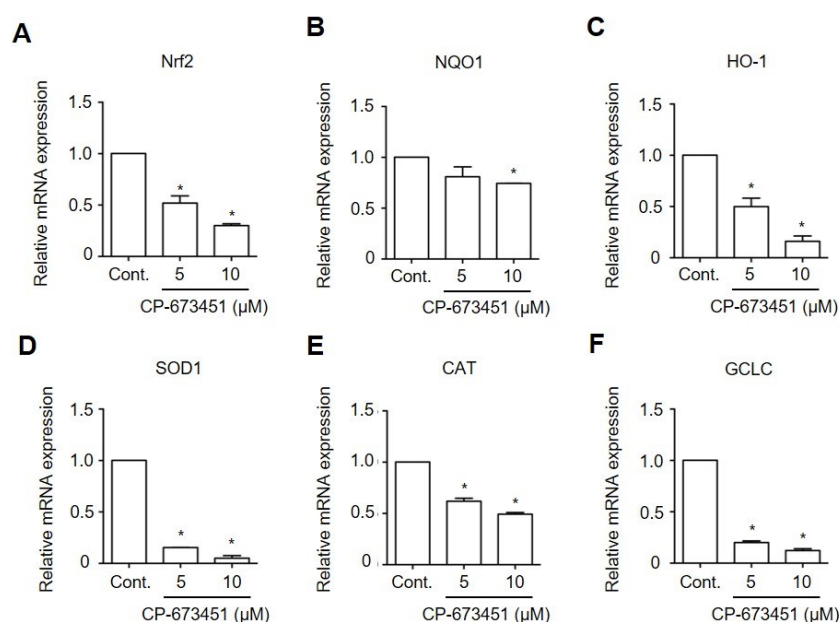 A
Nrf2
Relative mRNA expression
1.5
1.0
0.5
0
*
*
Cont.
5
10
CP-673451 (µM)
B
NQO1
Relative mRNA expression
1.5
1.0
0.5
0
*
Cont.
5
10
CP-673451 (µM)
C
HO-1
Relative mRNA expression
1.5
1.0
0.5
0
*
*
Cont.
5
10
CP-673451 (µM)
D
SOD1
Relative mRNA expression
1.5
1.0
0.5
0
*
*
Cont.
5
10
CP-673451 (µM)
E
CAT
Relative mRNA expression
1.5
1.0
0.5
0
*
*
Cont.
5
10
CP-673451 (µM)
F
GCLC
Relative mRNA expression
1.5
1.0
0.5
0
*
*
Cont.
5
10
CP-673451 (µM)